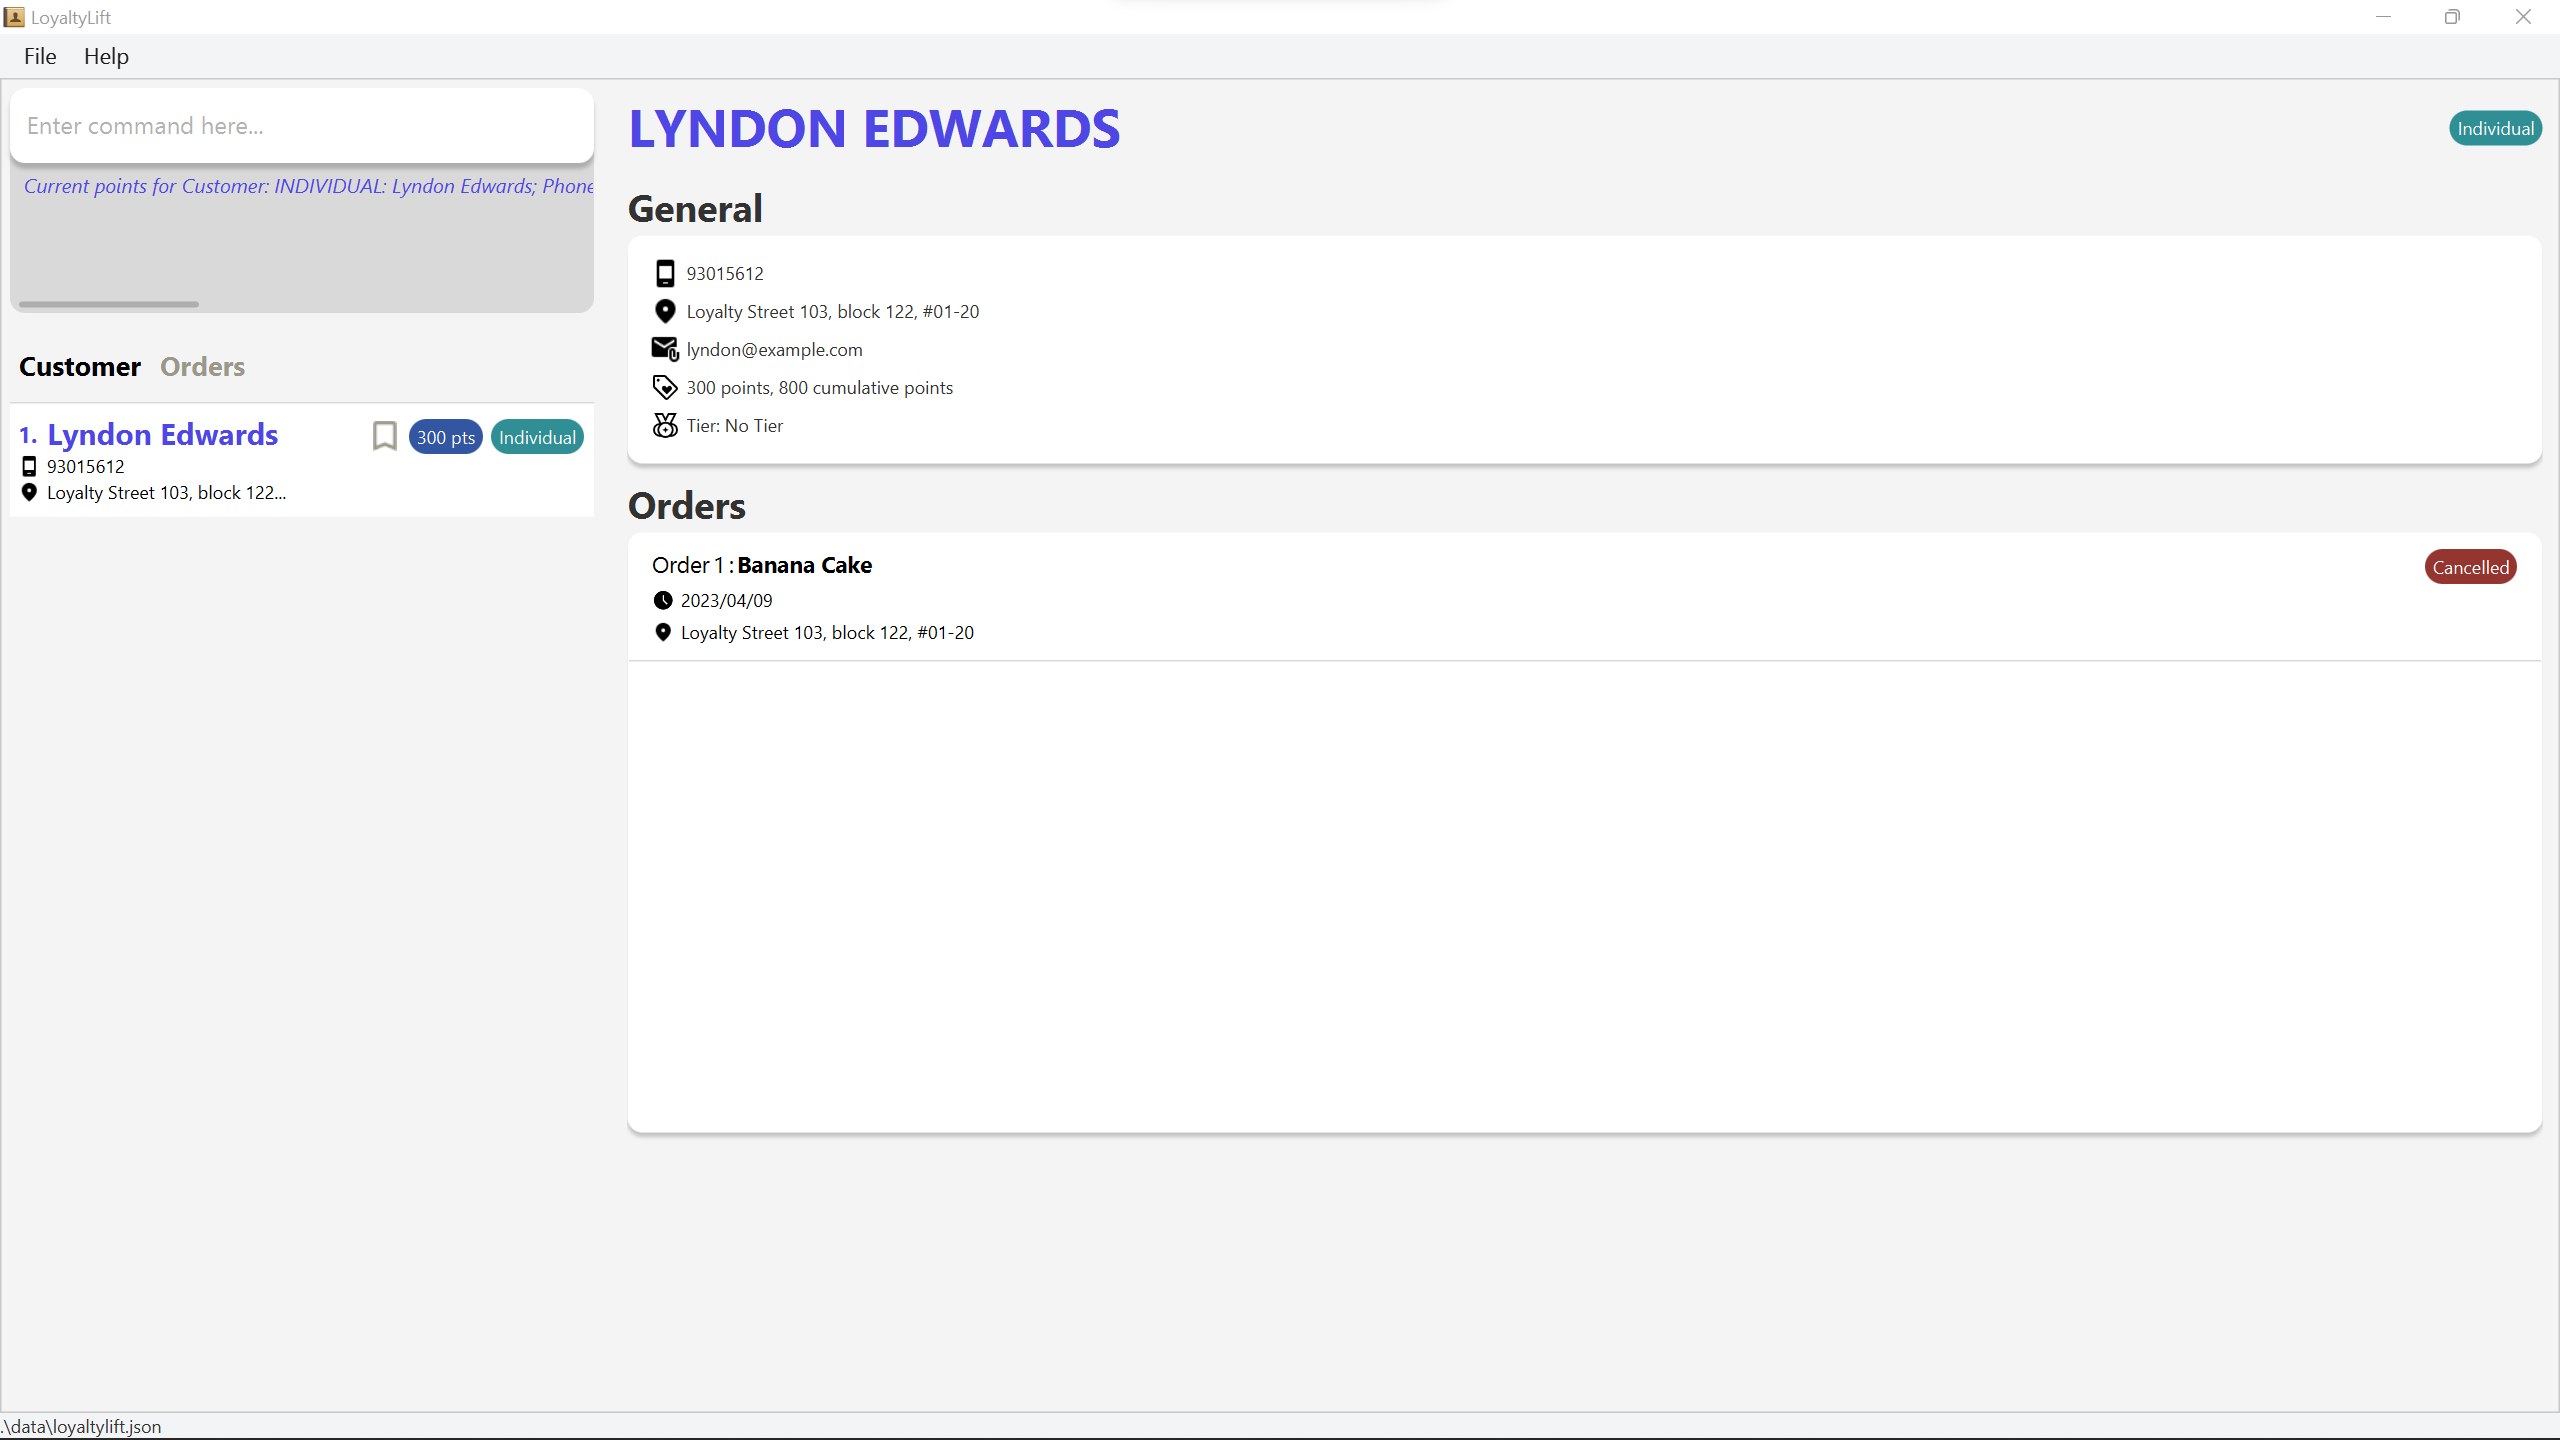 LoyaltyLift
File Help
Enter command here...
Current points for Customer: INDIVIDUAL: Lyndon Edwards; Phone
Customer Orders
1. Lyndon Edwards 300 pts Individual
93015612
Loyalty Street 103, block 122...
LYNDON EDWARDS Individual
General
93015612
Loyalty Street 103, block 122, #01-20
lyndon@example.com
300 points, 800 cumulative points
Tier: No Tier
Orders
Order 1 : Banana Cake Cancelled
2023/04/09
Loyalty Street 103, block 122, #01-20
.\data\loyaltylift.json